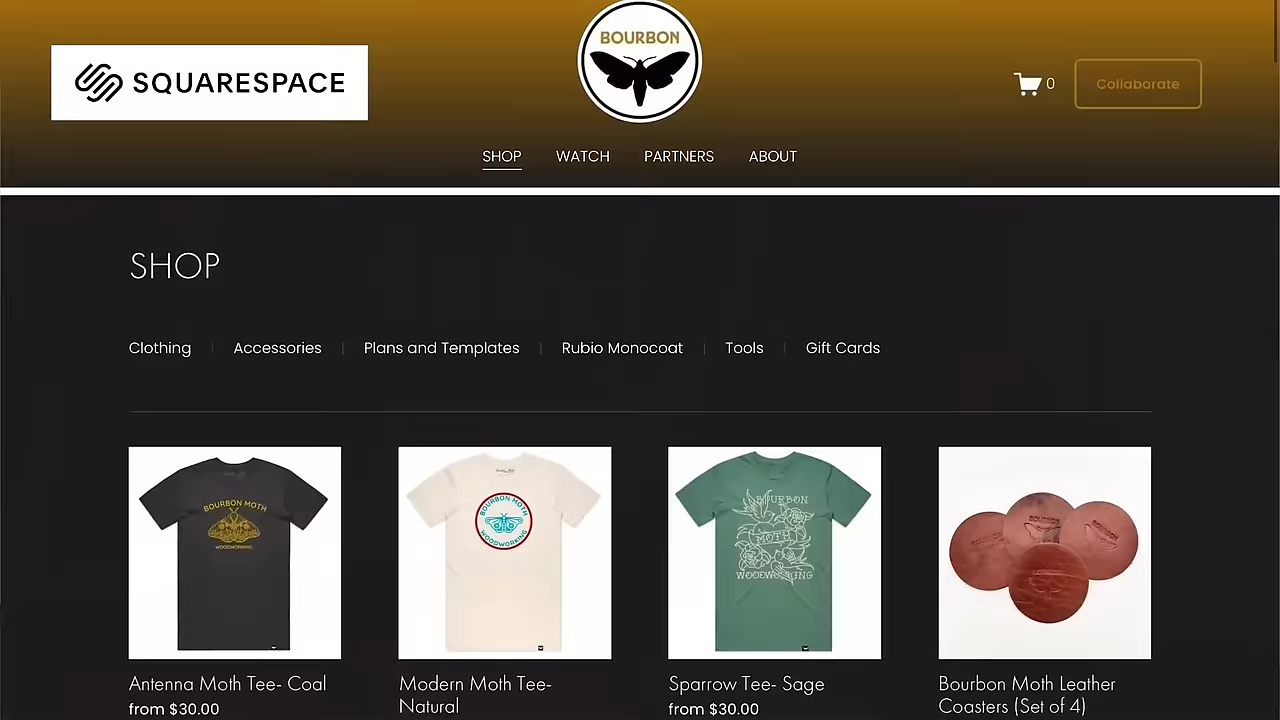 BOURBON
SQUARESPACE
0
Collaborate
SHOP
WATCH
PARTNERS
ABOUT
SHOP
Clothing
Accessories
Plans and Templates
Rubio Monocoat
Tools
Gift Cards
BOURBON MOTH
WOODWORKING
BOURBON MOTH
WOODWORKING
BOURBON
MOTH
WOODWORKING
BOURBON
BOURBON
Antenna Moth Tee- Coal
from $30.00
Modern Moth Tee-
Natural
Sparrow Tee- Sage
from $30.00
Bourbon Moth Leather
Coasters (Set of 4)